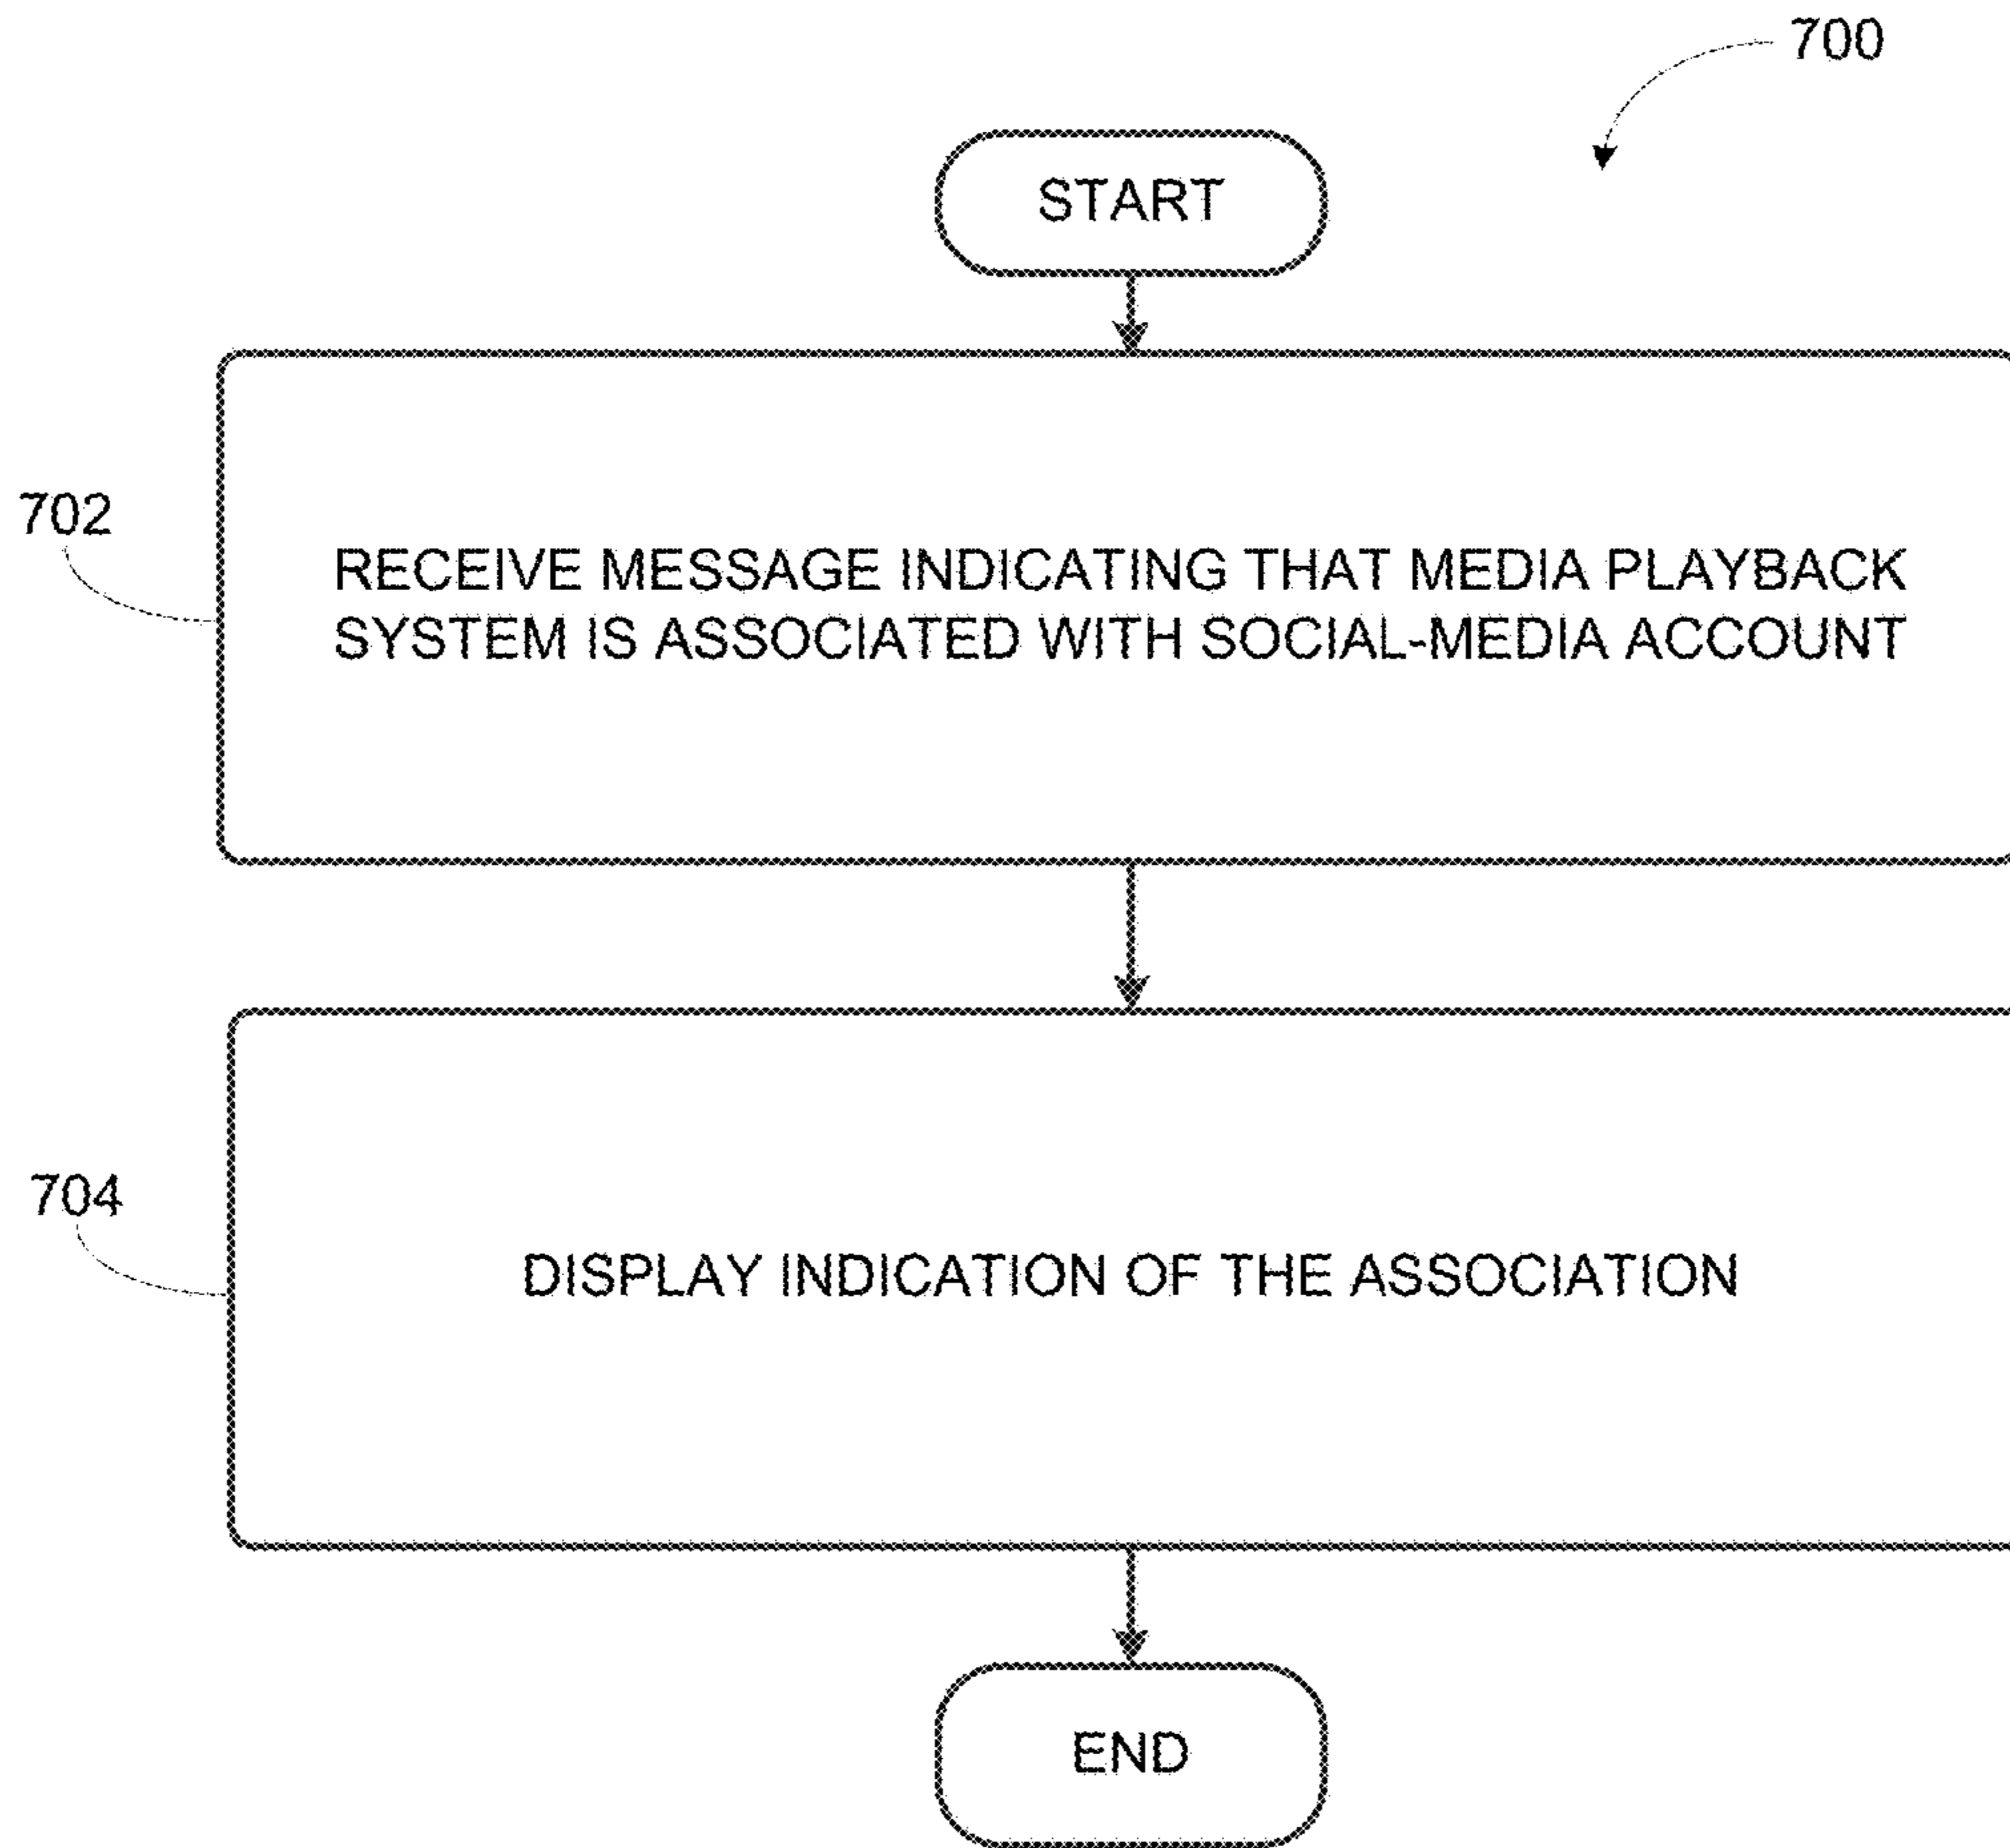 700
START
702
RECEIVE MESSAGE INDICATING THAT MEDIA PLAYBACK
SYSTEM IS ASSOCIATED WITH SOCIAL-MEDIA ACCOUNT
704
DISPLAY INDICATION OF THE ASSOCIATION
END